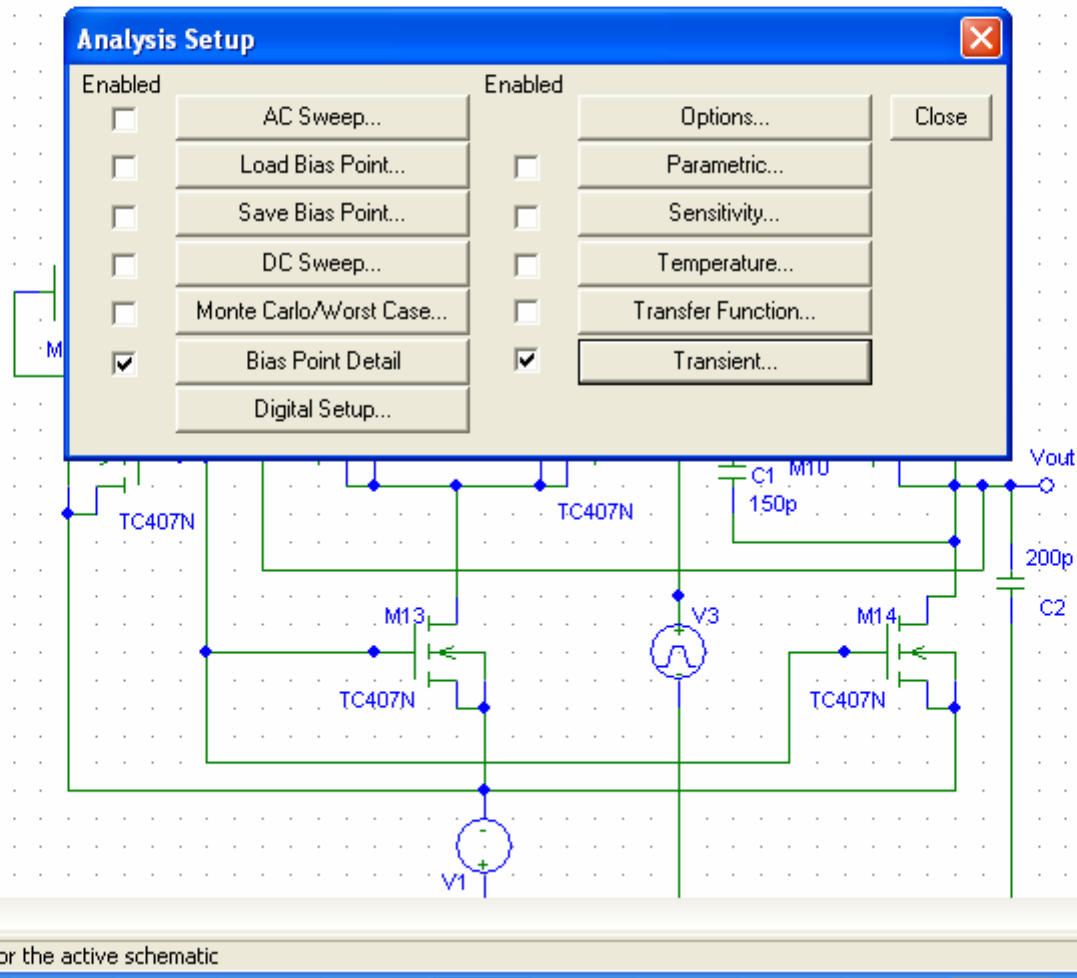 Analysis Setup
Enabled
Enabled
AC Sweep...
Options...
Close
Load Bias Point...
Parametric...
Save Bias Point...
Sensitivity...
DC Sweep...
Temperature...
Monte Carlo/Worst Case...
Transfer Function...
M
Bias Point Detail
Transient...
Digital Setup...
Vout
C1
M10
150p
TC407N
TC407N
200p
C2
M13
V3
M14
TC407N
TC407N
V1
or the active schematic